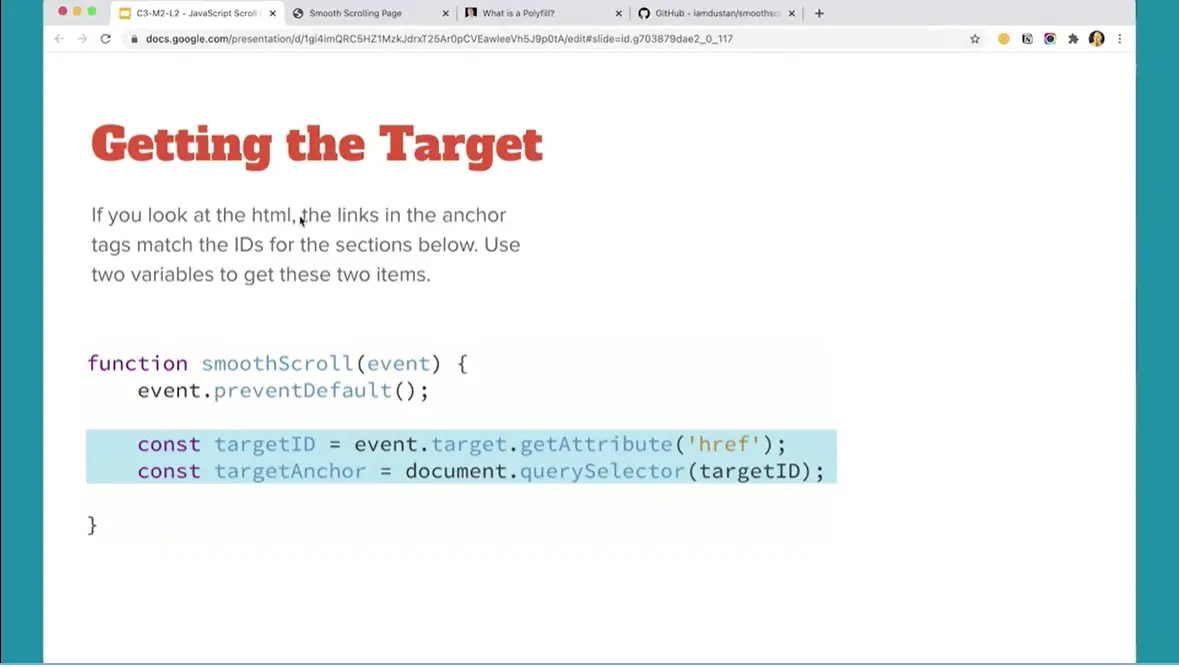 C3-M2-L2 - JavaScript Scroll
Smooth Scrolling Page
What is a Polyfill?
GitHub - iamdustan/smoothsc
docs.google.com/presentation/d/1gi4imQRC5HZ1MzkJdrxT25Ar0pCVEawleeVh5J9p0tA/edit#slide=id.g703879dae2_0_117
Getting the Target
If you look at the html, the links in the anchor
tags match the IDs for the sections below. Use
two variables to get these two items.
function smoothScroll(event) {
event.preventDefault();
const targetID = event.target.getAttribute('href');
const targetAnchor = document.querySelector(targetID);
}